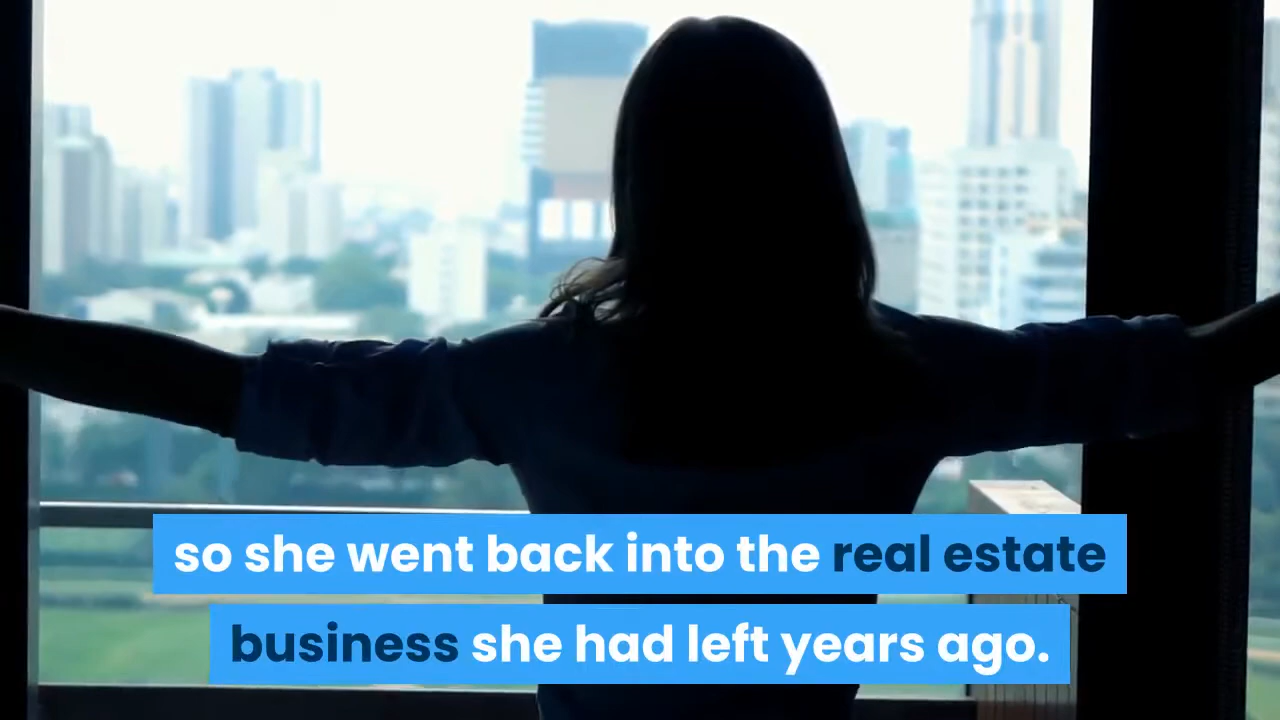 so she went back into the real estate
business she had left years ago.